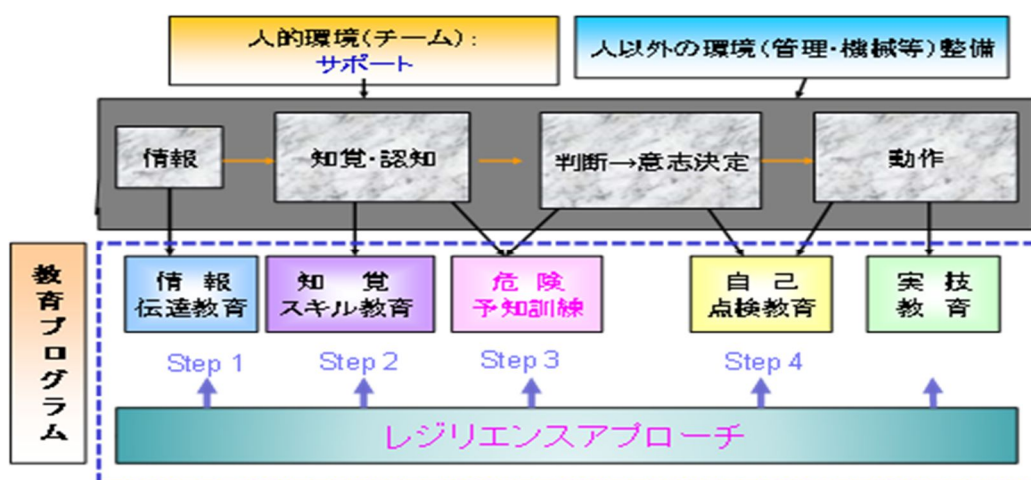 人的環境(チーム):
サポート
人以外の環境(管理・機械等)整備
情報
知覚・認知
判断→意志決定
動作
教育プログラム
情 報
伝達教育
知 覚
スキル教育
危 険
予知訓練
自 己
点検教育
実 技
教 育
Step 1
Step 2
Step 3
Step 4
レジリエンスアプローチ